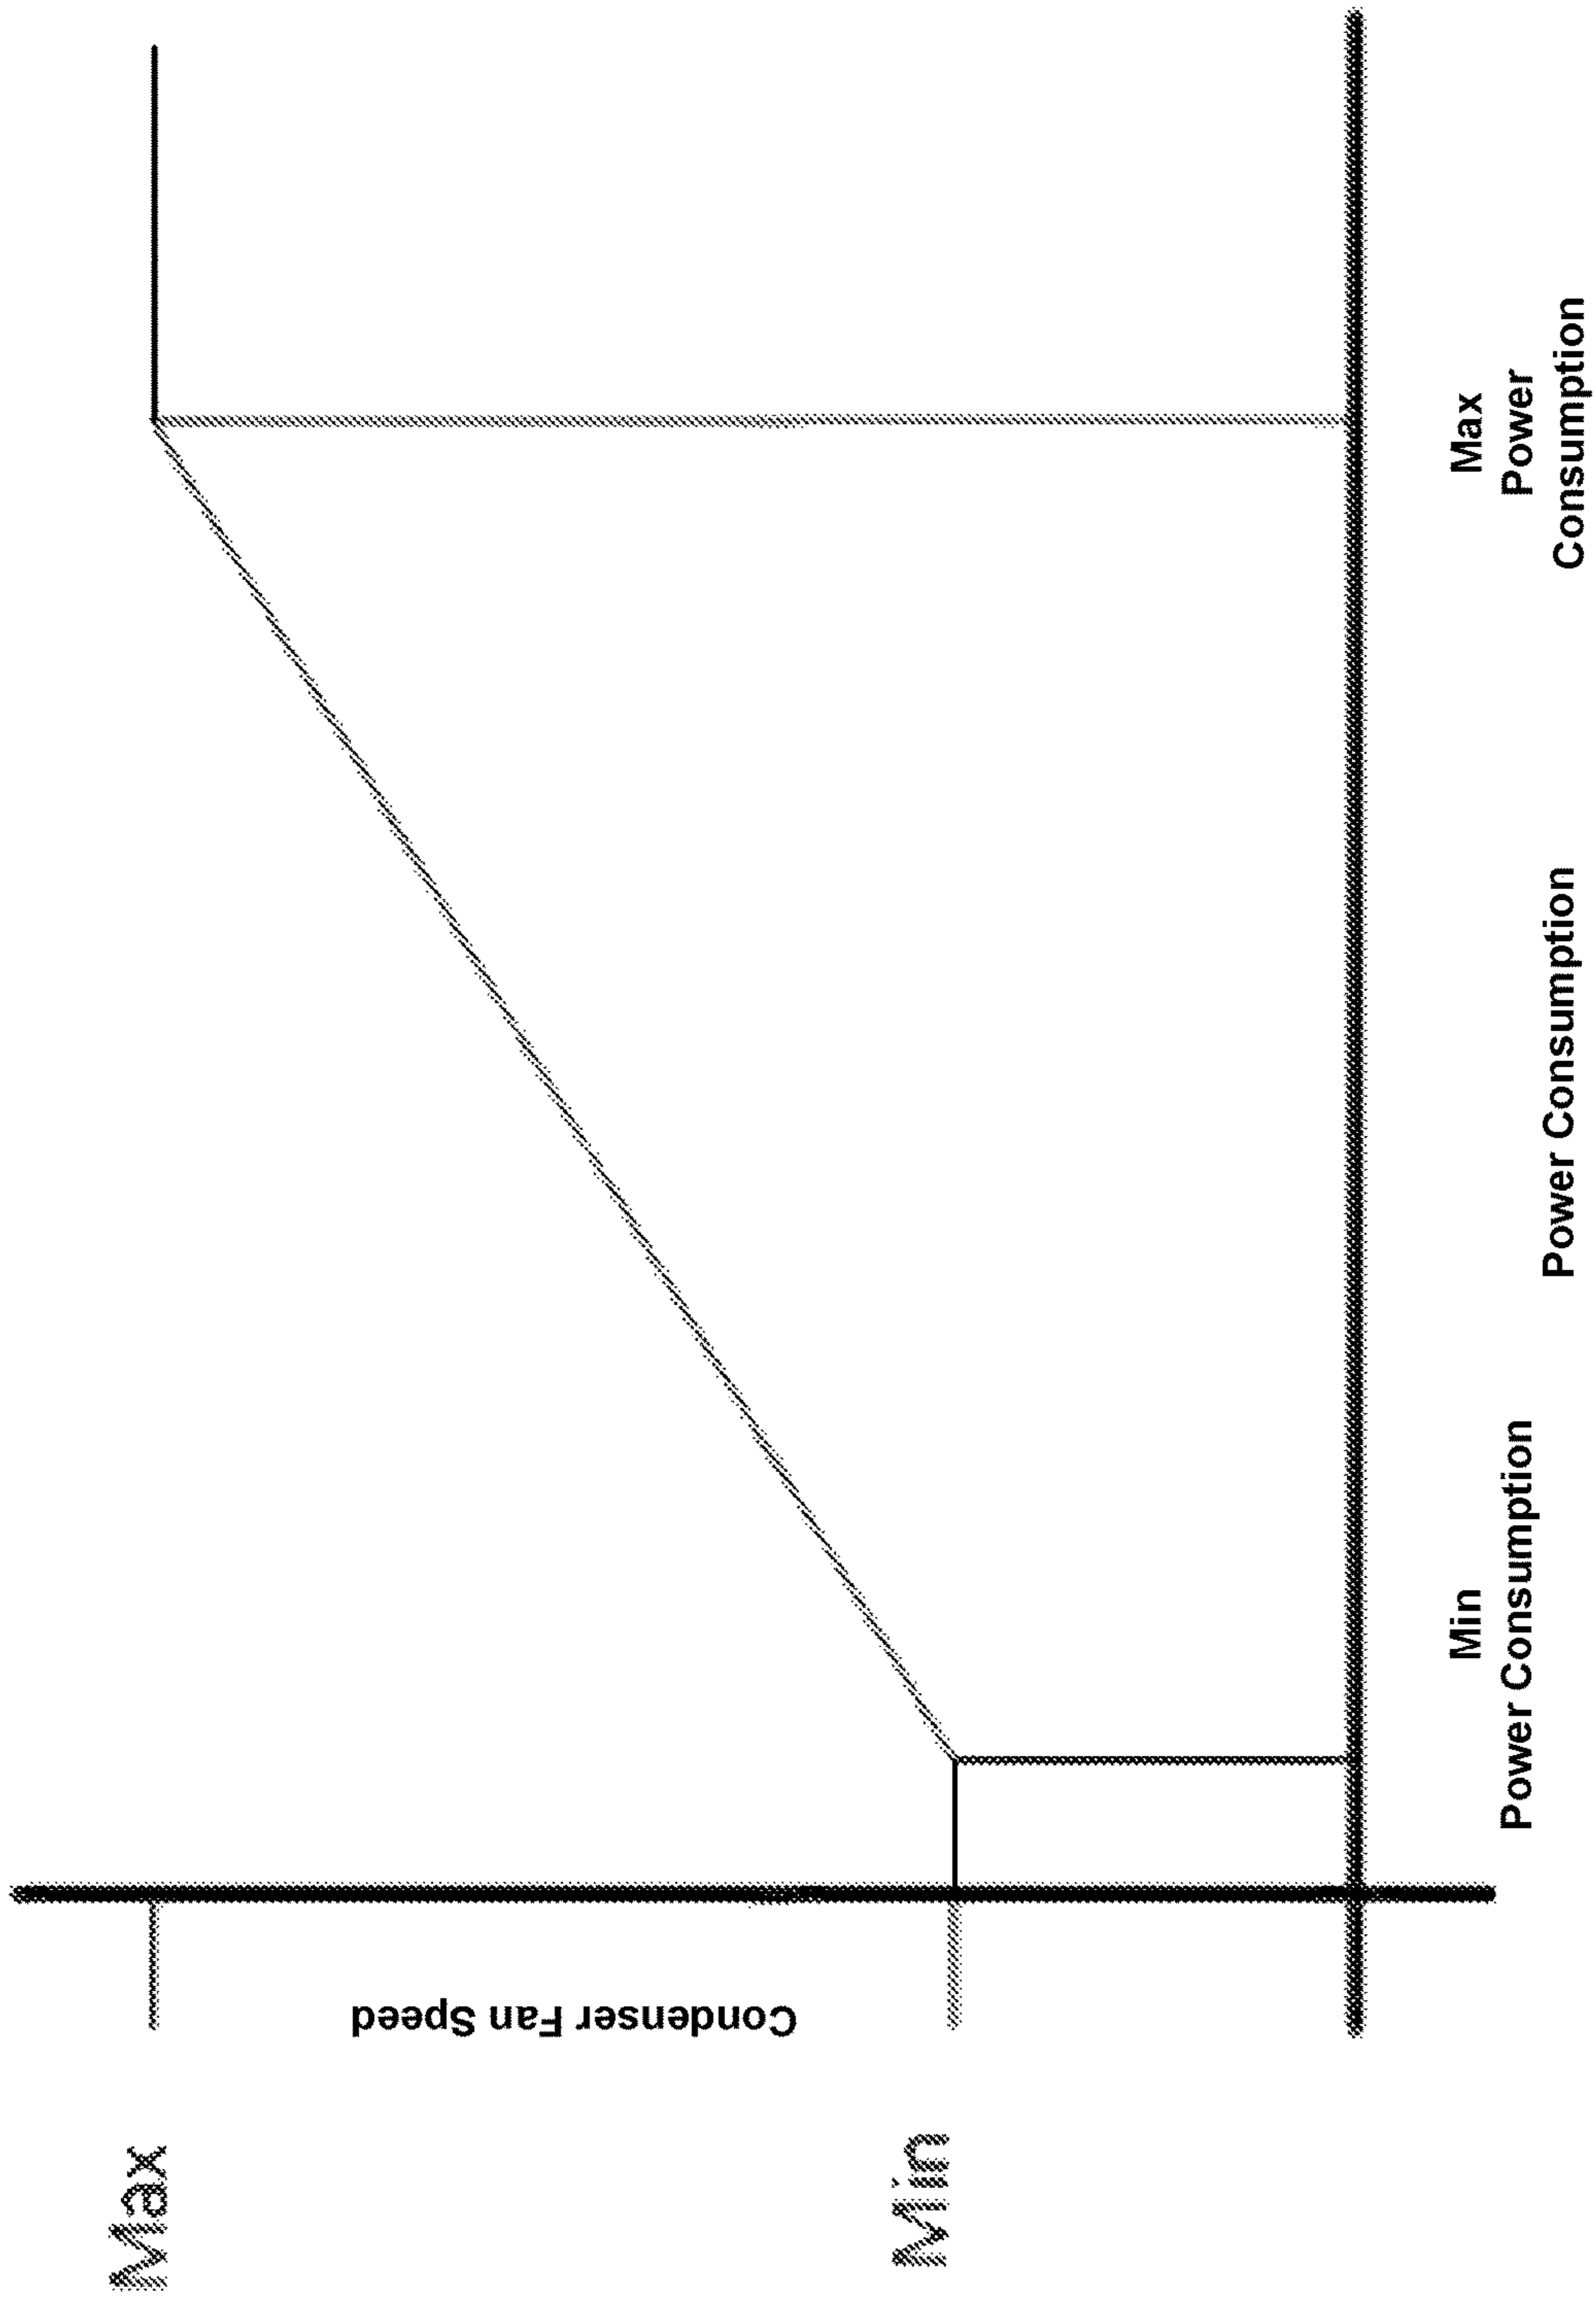 Max
Condenser Fan Speed
Min
Min
Power Consumption
Power Consumption
Max
Power
Consumption